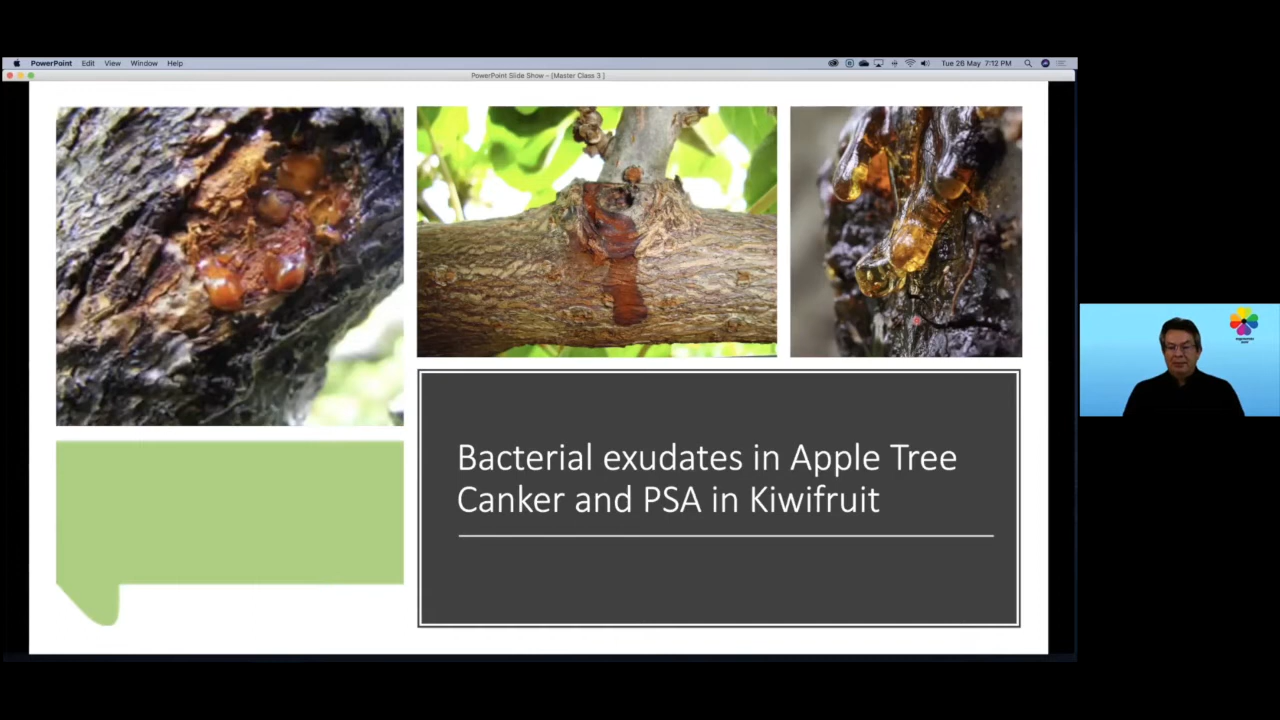 PowerPoint Edit View Window Help Tue 26 May 7:12 PM
PowerPoint Slide Show – [Master Class 3 ]
Bacterial exudates in Apple Tree
Canker and PSA in Kiwifruit